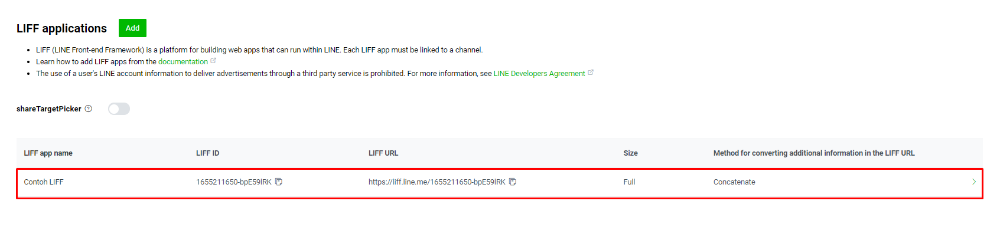 LIFF applications Add
LIFF (LINE Front-end Framework) is a platform for building web apps that can run within LINE. Each LIFF app must be linked to a channel.
Learn how to add LIFF apps from the documentation
The use of a user's LINE account information to deliver advertisements through a third party service is prohibited. For more information, see LINE Developers Agreement
shareTargetPicker ?
LIFF app name LIFF ID LIFF URL Size Method for converting additional information in the LIFF URL
Contoh LIFF 1655211650-bpE59lRK https://liff.line.me/1655211650-bpE59lRK Full Concatenate